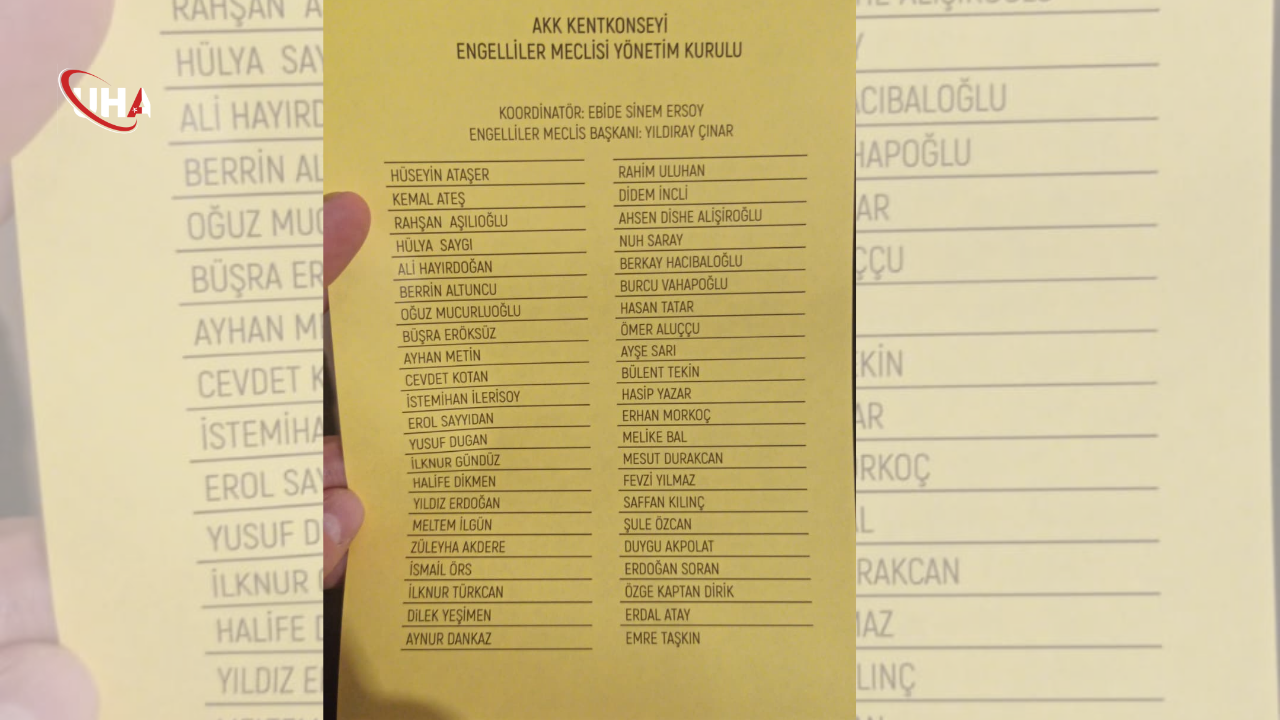 UHA
AKK KENTKONSEYİ
ENGELLİLER MECLİSİ YÖNETİM KURULU
KOORDİNATÖR: EBİDE SİNEM ERSOY
ENGELLİLER MECLİS BAŞKANI: YILDIRAY ÇINAR
HÜSEYİN ATAŞER
KEMAL ATEŞ
RAHŞAN AŞILIOĞLU
HÜLYA SAYGI
ALİ HAYIRDOĞAN
BERRİN ALTUNCU
OĞUZ MUCURLUOĞLU
BÜŞRA ERÖKSÜZ
AYHAN METİN
CEVDET KOTAN
İSTEMİHAN İLERİSOY
EROL SAYYIDAN
YUSUF DUGAN
İLKNUR GÜNDÜZ
HALİFE DİKMEN
YILDIZ ERDOĞAN
MELTEM İLGÜN
ZÜLEYHA AKDERE
İSMAİL ÖRS
İLKNUR TÜRKCAN
DİLEK YEŞİMEN
AYNUR DANKAZ
RAHİM ULUHAN
DİDEM İNCLİ
AHSEN DİSHE ALİŞİROĞLU
NUH SARAY
BERKAY HACIBALOĞLU
BURCU VAHAPOĞLU
HASAN TATAR
ÖMER ALUÇÇU
AYŞE SARI
BÜLENT TEKİN
HASİP YAZAR
ERHAN MORKOÇ
MELİKE BAL
MESUT DURAKCAN
FEVZİ YILMAZ
SAFFAN KILINÇ
ŞULE ÖZCAN
DUYGU AKPOLAT
ERDOĞAN SORAN
ÖZGE KAPTAN DİRİK
ERDAL ATAY
EMRE TAŞKIN